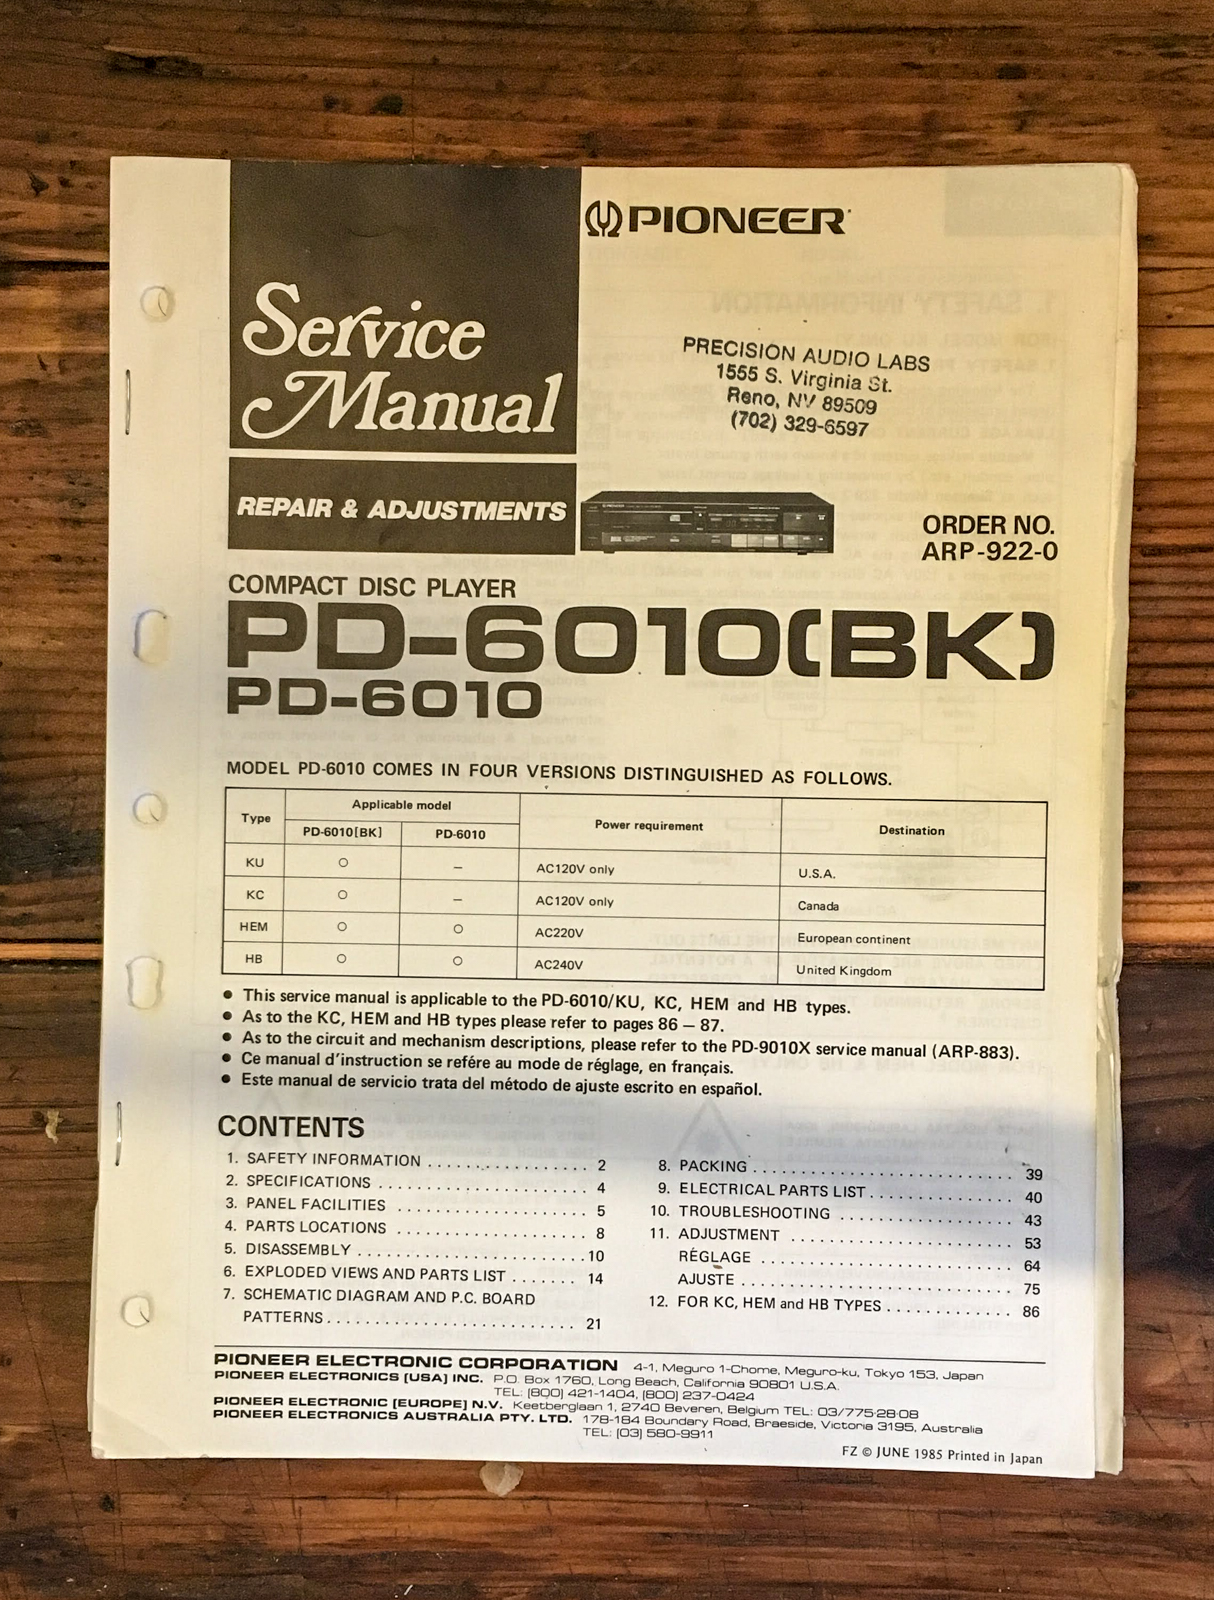 PIONEER
Service
Manual
REPAIR & ADJUSTMENTS
PRECISION AUDIO LABS
1555 S. Virginia St.
Reno, NV 89509
(702) 329-6597
ORDER NO.
ARP-922-0
COMPACT DISC PLAYER
PD-6010(BK)
PD-6010
MODEL PD-6010 COMES IN FOUR VERSIONS DISTINGUISHED AS FOLLOWS.
Type Applicable model Power requirement Destination
PD-6010[BK] PD-6010
KU ○ – AC120V only U.S.A.
KC ○ – AC120V only Canada
HEM ○ ○ AC220V European continent
HB ○ ○ AC240V United Kingdom
● This service manual is applicable to the PD-6010/KU, KC, HEM and HB types.
● As to the KC, HEM and HB types please refer to pages 86 – 87.
● As to the circuit and mechanism descriptions, please refer to the PD-9010X service manual (ARP-883).
● Ce manual d'instruction se refére au mode de réglage, en français.
● Este manual de servicio trata del método de ajuste escrito en español.
CONTENTS
1. SAFETY INFORMATION . . . . . . . . . . . . . . . . 2
2. SPECIFICATIONS . . . . . . . . . . . . . . . . . . . . . 4
3. PANEL FACILITIES . . . . . . . . . . . . . . . . . . . 5
4. PARTS LOCATIONS . . . . . . . . . . . . . . . . . . . 8
5. DISASSEMBLY . . . . . . . . . . . . . . . . . . . . . . . 10
6. EXPLODED VIEWS AND PARTS LIST . . . . . . . 14
7. SCHEMATIC DIAGRAM AND P.C. BOARD
PATTERNS . . . . . . . . . . . . . . . . . . . . . . . . . 21
8. PACKING . . . . . . . . . . . . . . . . . . . . . . . . . . 39
9. ELECTRICAL PARTS LIST . . . . . . . . . . . . . . 40
10. TROUBLESHOOTING . . . . . . . . . . . . . . . . . 43
11. ADJUSTMENT . . . . . . . . . . . . . . . . . . . . . . 53
RÉGLAGE . . . . . . . . . . . . . . . . . . . . . . . . . 64
AJUSTE . . . . . . . . . . . . . . . . . . . . . . . . . . . 75
12. FOR KC, HEM and HB TYPES . . . . . . . . . . . . 86
PIONEER ELECTRONIC CORPORATION 4-1, Meguro 1-Chome, Meguro-ku, Tokyo 153, Japan
PIONEER ELECTRONICS [USA] INC. P.O. Box 1760, Long Beach, California 90801 U.S.A.
TEL: [800] 421-1404, [800] 237-0424
PIONEER ELECTRONIC [EUROPE] N.V. Keetberglaan 1, 2740 Beveren, Belgium TEL: 03/775·28·08
PIONEER ELECTRONICS AUSTRALIA PTY. LTD. 178-184 Boundary Road, Braeside, Victoria 3195, Australia
TEL: [03] 580-9911
FZ © JUNE 1985 Printed in Japan